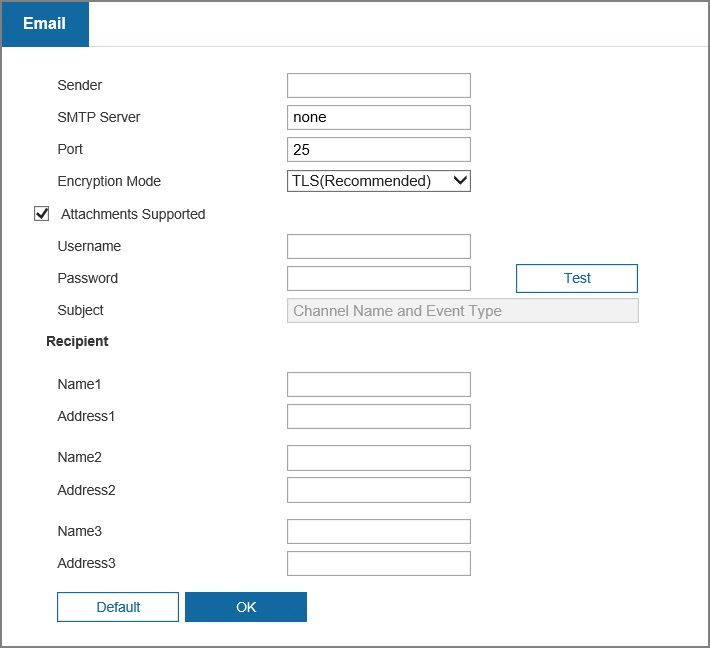 Email
Sender
SMTP Server none
Port 25
Encryption Mode TLS(Recommended)
Attachments Supported
Username
Password Test
Subject Channel Name and Event Type
Recipient
Name1
Address1
Name2
Address2
Name3
Address3
Default OK